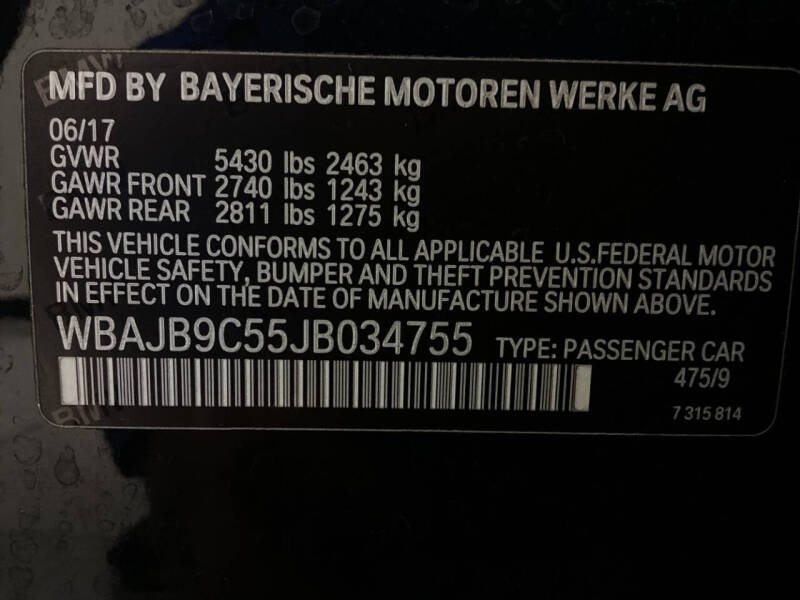 MFD BY BAYERISCHE MOTOREN WERKE AG
06/17
GVWR 5430 lbs 2463 kg
GAWR FRONT 2740 lbs 1243 kg
GAWR REAR 2811 lbs 1275 kg
THIS VEHICLE CONFORMS TO ALL APPLICABLE U.S.FEDERAL MOTOR
VEHICLE SAFETY, BUMPER AND THEFT PREVENTION STANDARDS
IN EFFECT ON THE DATE OF MANUFACTURE SHOWN ABOVE.
WBAJB9C55JB034755 TYPE: PASSENGER CAR
475/9
7 315 814
BMW
BMW